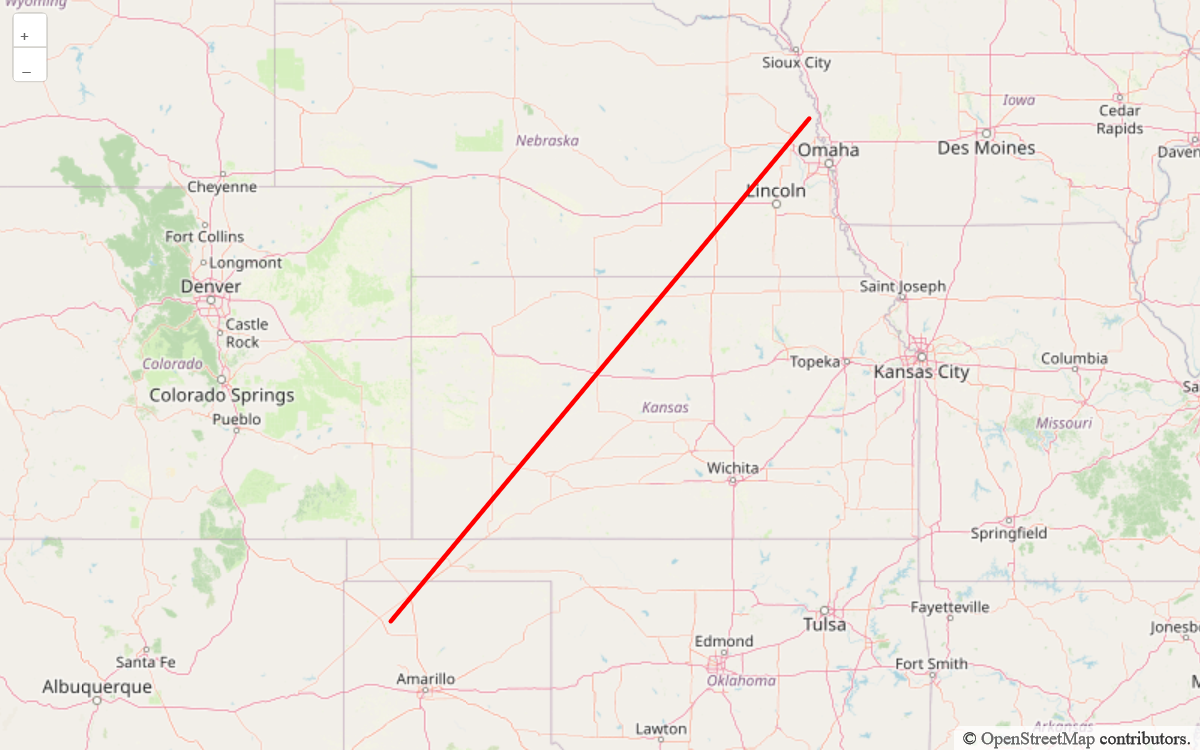 Wyoming
+
–
Sioux City
Iowa
Cedar
Rapids
Nebraska
Omaha
Des Moines
Daven
Cheyenne
Lincoln
Fort Collins
Longmont
Denver
Saint Joseph
Castle
Rock
Colorado
Topeka
Kansas City
Columbia
Colorado Springs
Kansas
Sa
Pueblo
Missouri
Wichita
Springfield
Fayetteville
Tulsa
Jonesb
Edmond
Santa Fe
Fort Smith
Amarillo
Oklahoma
Albuquerque
M
Lawton
Arkansas
© OpenStreetMap contributors.